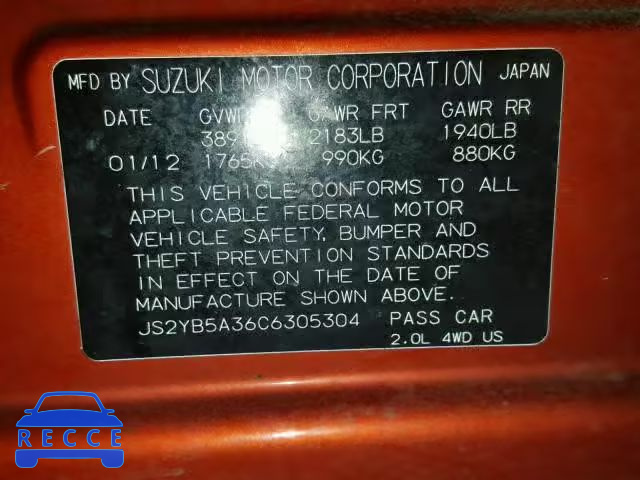 MFD BY SUZUKI MOTOR CORPORATION JAPAN
DATE GAWR RR
2183LB 1940LB
01/12 990KG 880KG
THIS VEHICLE CONFORMS TO ALL
APPLICABLE FEDERAL MOTOR
VEHICLE SAFETY, BUMPER AND
THEFT PREVENTION STANDARDS
IN EFFECT ON THE DATE OF
MANUFACTURE SHOWN ABOVE.
JS2YB5A36C6305304 PASS CAR
2.0L 4WD US
RECCE